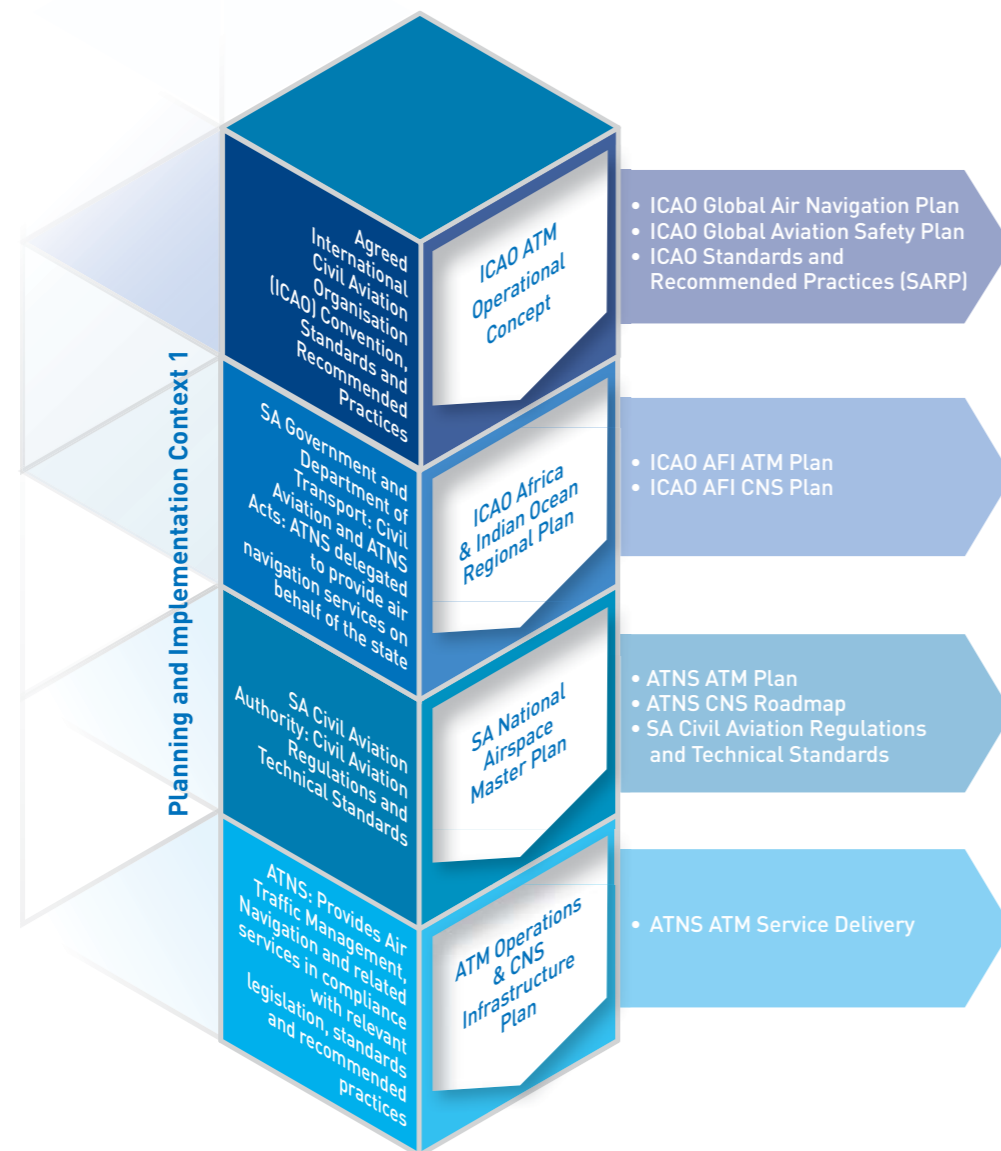 Planning and Implementation Context 1
Agreed
International
Civil Aviation
Organisation
(ICAO) Convention,
Standards and
Recommended
Practices
ICAO ATM
Operational
Concept
• ICAO Global Air Navigation Plan
• ICAO Global Aviation Safety Plan
• ICAO Standards and
Recommended Practices (SARP)
SA Government and
Department of
Transport: Civil
Aviation and ATNS
Acts: ATNS delegated
to provide air
navigation services on
behalf of the state
ICAO Africa
& Indian Ocean
Regional Plan
• ICAO AFI ATM Plan
• ICAO AFI CNS Plan
SA Civil Aviation
Authority: Civil Aviation
Regulations and
Technical Standards
SA National
Airspace
Master Plan
• ATNS ATM Plan
• ATNS CNS Roadmap
• SA Civil Aviation Regulations
and Technical Standards
ATNS: Provides Air
Traffic Management,
Navigation and related
services in compliance
with relevant
legislation, standards
and recommended
practices
ATM Operations
& CNS
Infrastructure
Plan
• ATNS ATM Service Delivery